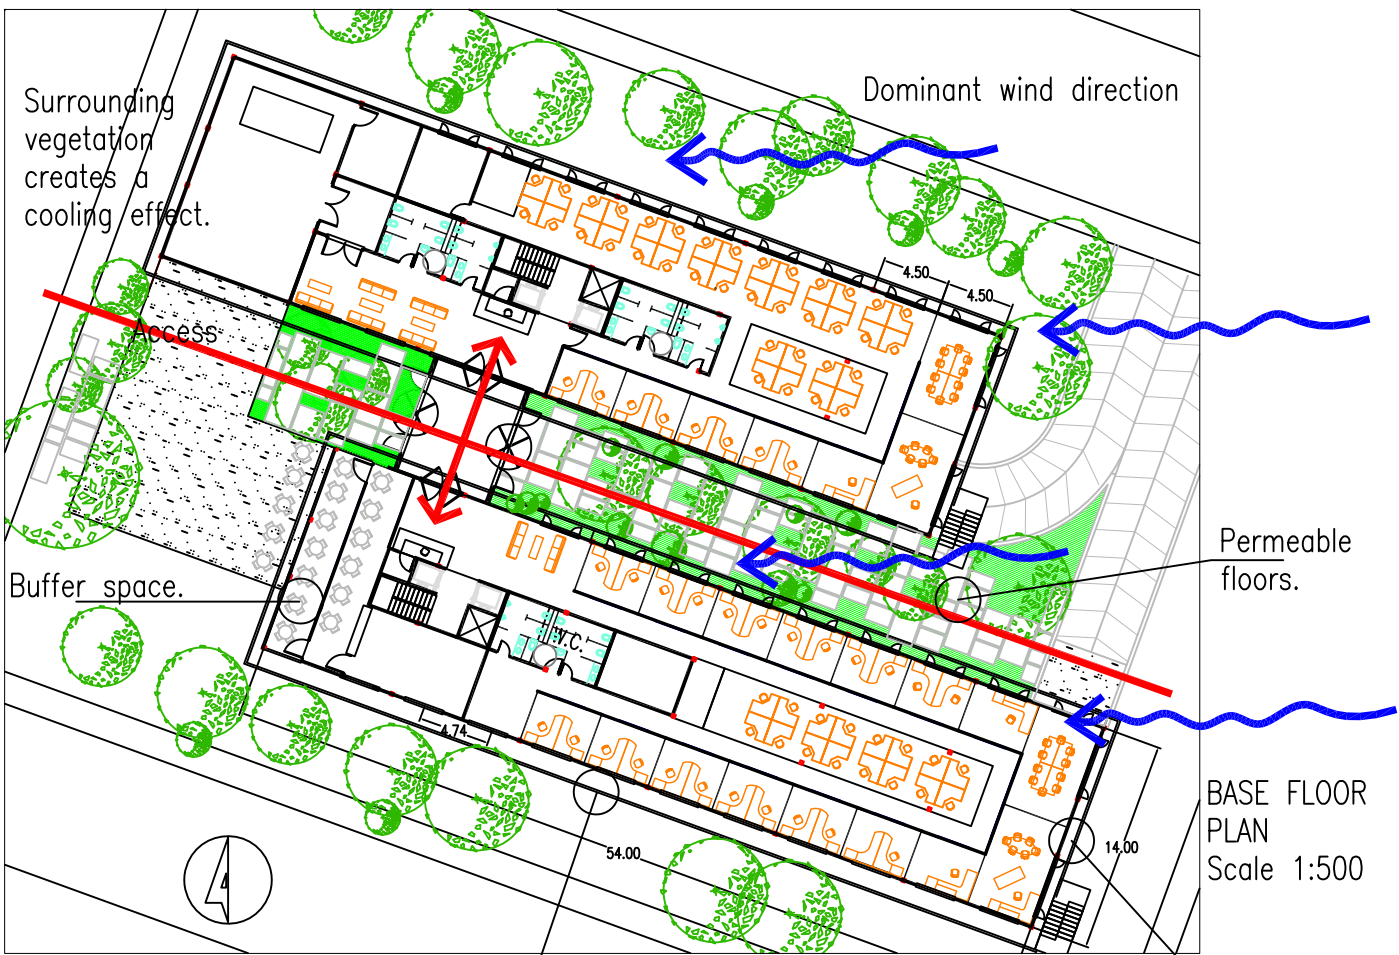 Dominant wind direction
Surrounding
vegetation
creates a
cooling effect.
4.50
4.50
Access
Permeable
floors.
Buffer space.
W.C.
4.74
BASE FLOOR
PLAN
Scale 1:500
54.00
14.00